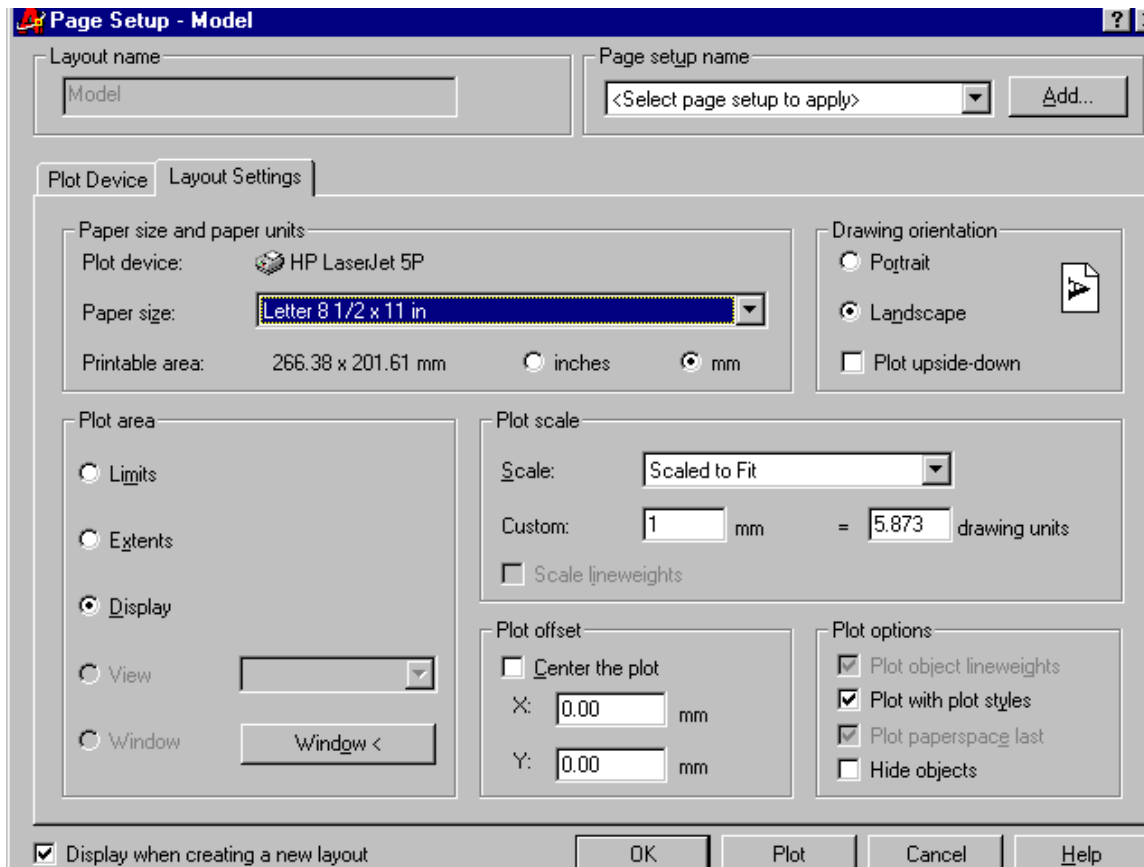 Page Setup - Model
Layout name
Model
Page setup name
<Select page setup to apply>
Add...
Plot Device
Layout Settings
Paper size and paper units
Plot device: HP LaserJet 5P
Paper size: Letter 8 1/2 x 11 in
Printable area: 266.38 x 201.61 mm inches mm
Drawing orientation
Portrait
Landscape
A
Plot upside-down
Plot area
Limits
Extents
Display
View
Window
Window <
Plot scale
Scale: Scaled to Fit
Custom: 1 mm = 5.873 drawing units
Scale lineweights
Plot offset
Center the plot
X: 0.00 mm
Y: 0.00 mm
Plot options
Plot object lineweights
Plot with plot styles
Plot paperspace last
Hide objects
Display when creating a new layout
OK
Plot
Cancel
Help